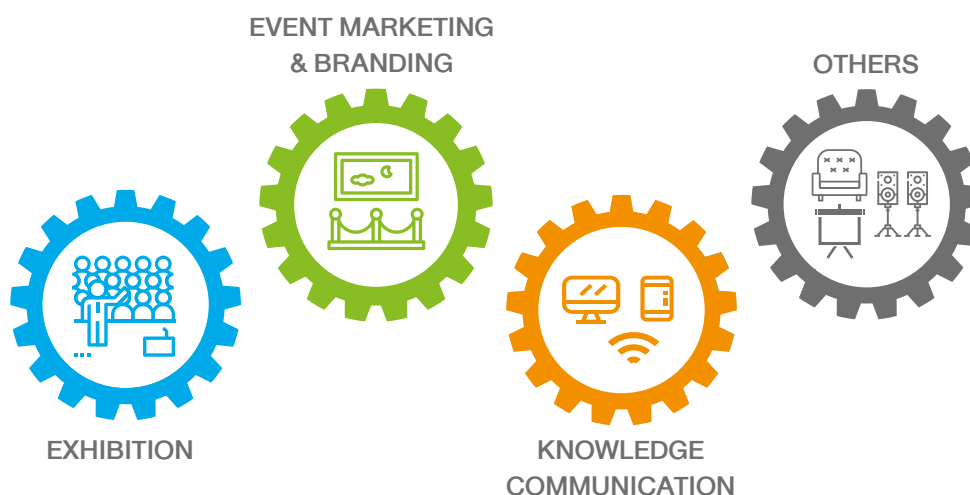 EVENT MARKETING
& BRANDING
OTHERS
EXHIBITION
KNOWLEDGE
COMMUNICATION